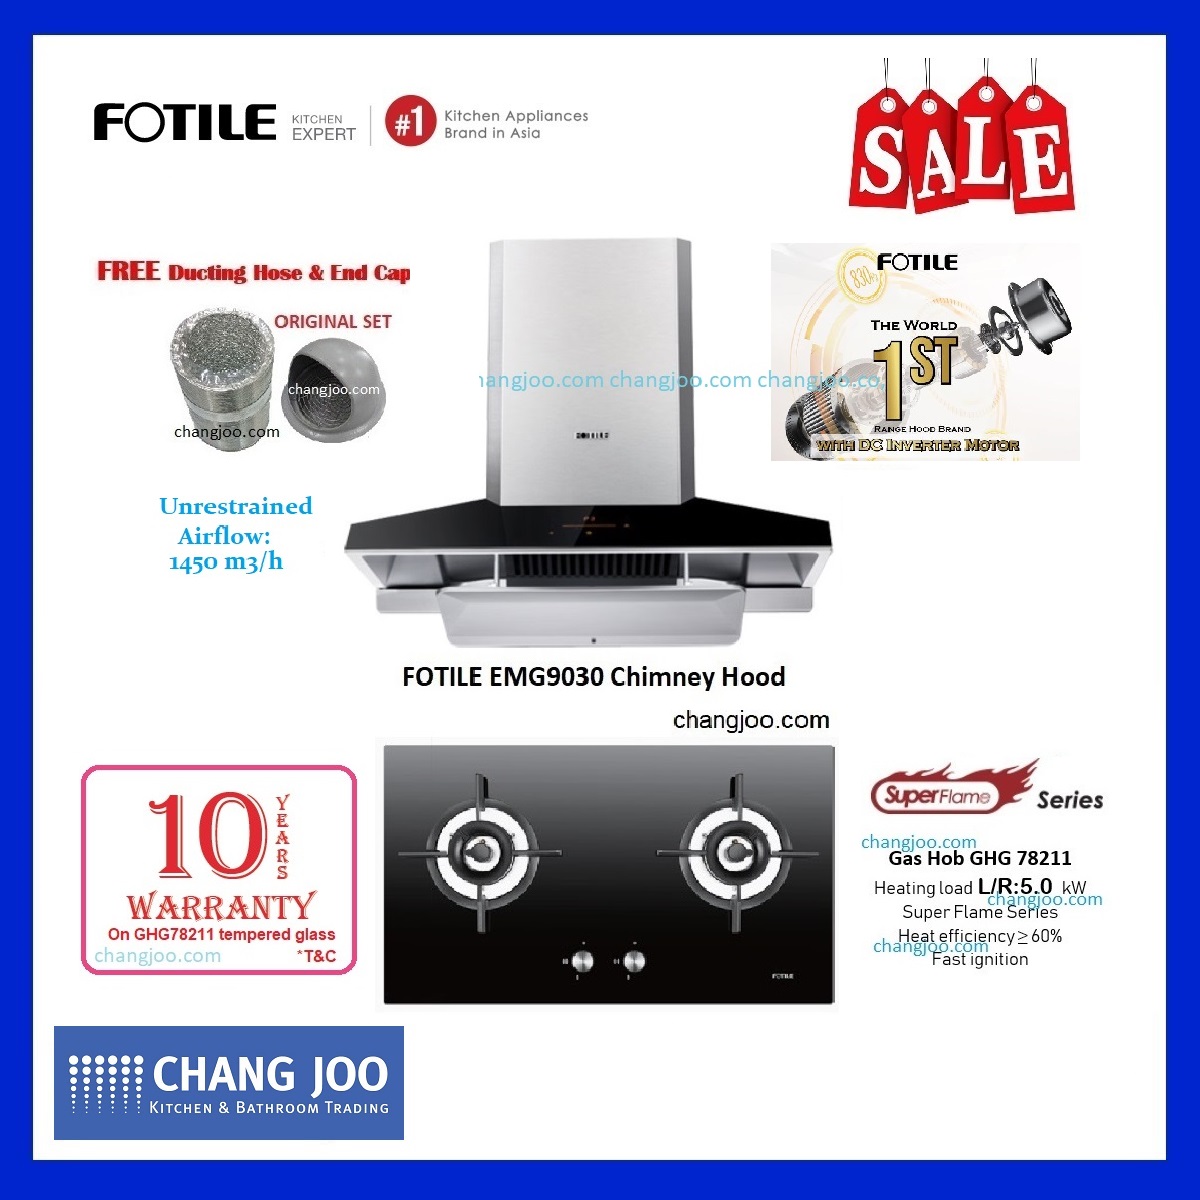 FOTILE KITCHEN EXPERT
#1 Kitchen Appliances
Brand in Asia
SALE
FREE Ducting Hose & End Cap
ORIGINAL SET
changjoo.com
changjoo.com
changjoo.com changjoo.com
830
FOTILE
THE WORLD
1ST
RANGE HOOD BRAND
WITH DC INVERTER MOTOR
Unrestrained
Airflow:
1450 m3/h
FOTILE EMG9030 Chimney Hood
changjoo.com
10 YEARS
WARRANTY
On GHG78211 tempered glass
changjoo.com *T&C
FOTILE
SuperFlame Series
changjoo.com
Gas Hob GHG 78211
Heating load L/R:5.0 kW
changjoo.com
Super Flame Series
Heat efficiency ≥ 60%
changjoo.com
Fast ignition
CHANG JOO
KITCHEN & BATHROOM TRADING